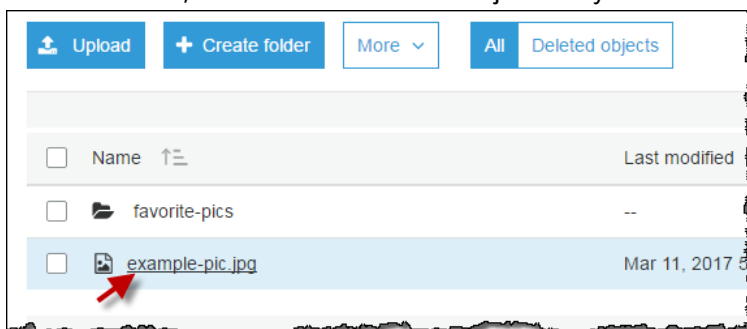 Upload Create folder More All Deleted objects
Name Last modified
favorite-pics --
example-pic.jpg Mar 11, 2017